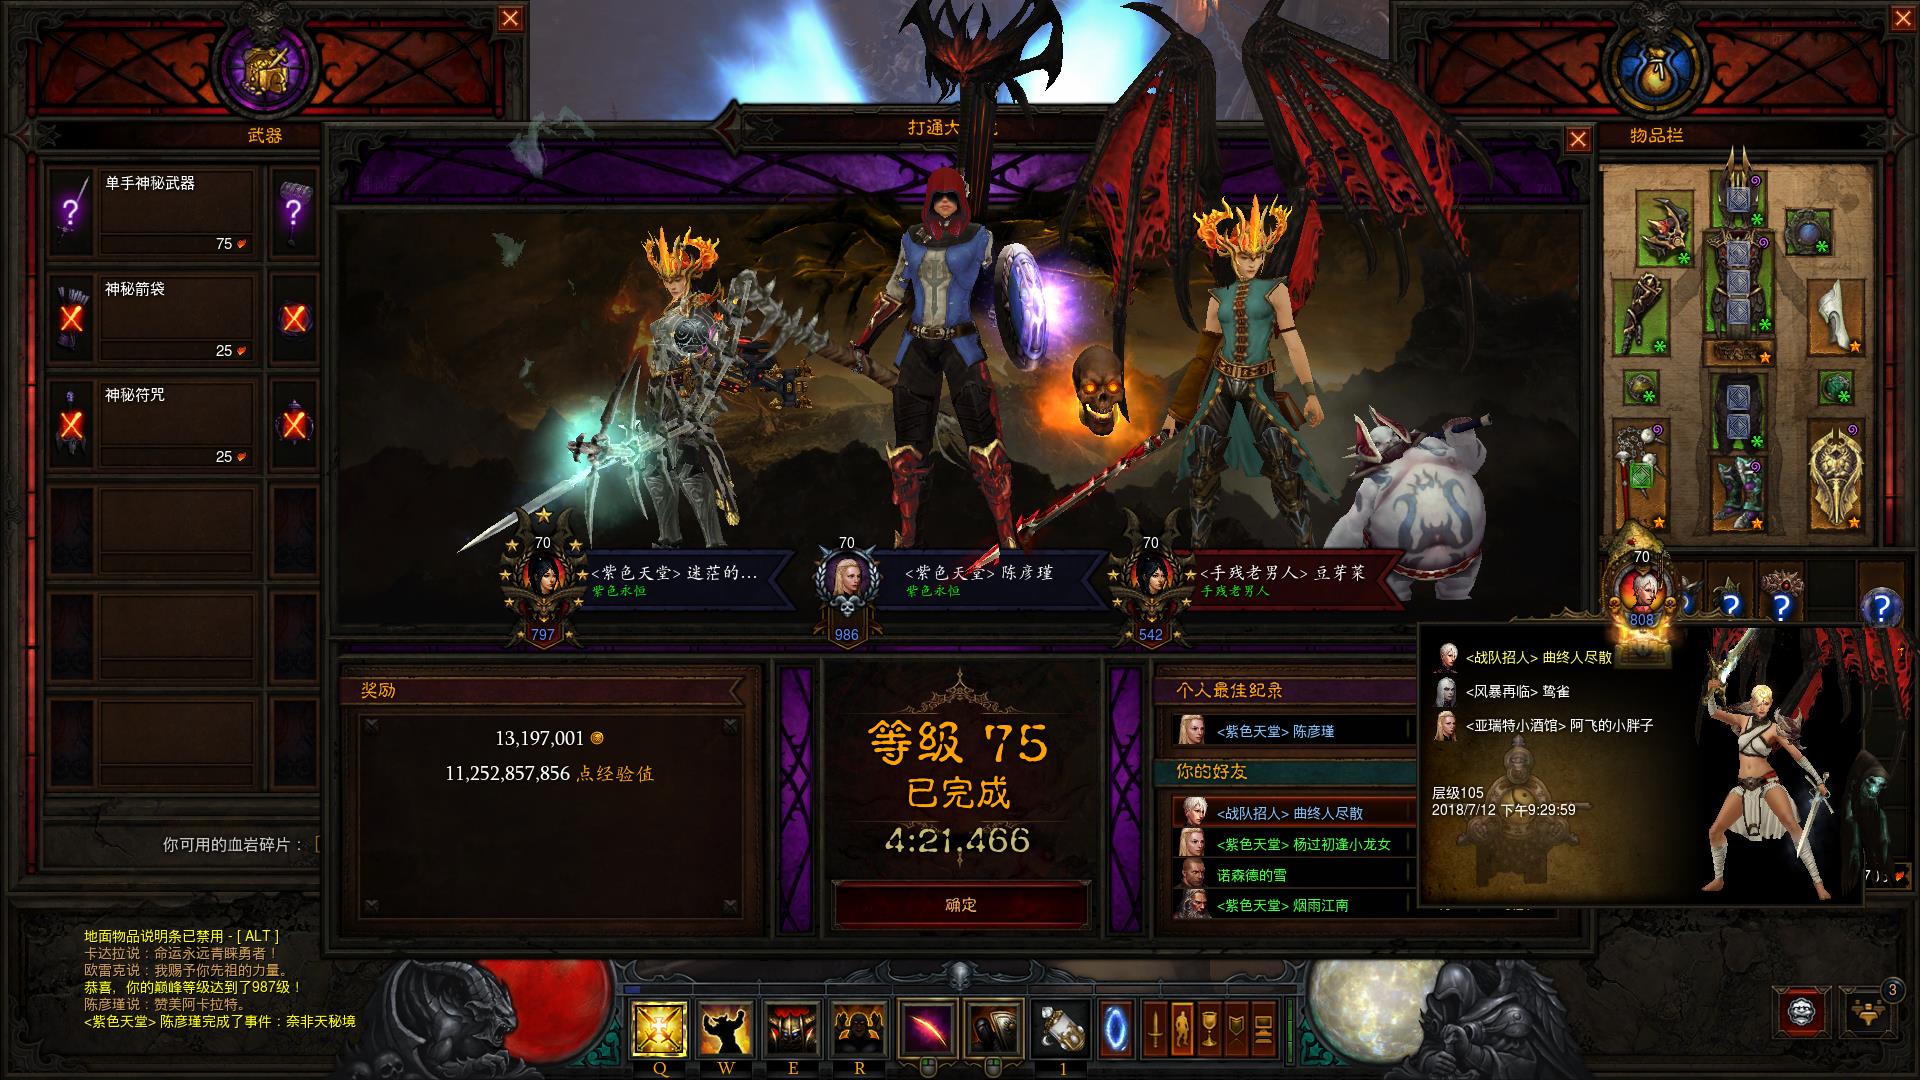 武器
单手神秘武器
75
神秘箭袋
25
神秘符咒
25
你可用的血岩碎片：
打通大
70
<紫色天堂> 迷茫的...
紫色永恒
797
70
<紫色天堂> 陈彦瑾
紫色永恒
986
70
<手残老男人> 豆芽菜
手残老男人
542
奖励
13,197,001
11,252,857,856 点经验值
等级 75
已完成
4:21.466
确定
个人最佳纪录
<紫色天堂> 陈彦瑾
你的好友
<战队招人> 曲终人尽散
<紫色天堂> 杨过初逢小龙女
诺森德的雪
<紫色天堂> 烟雨江南
物品栏
70
808
<战队招人> 曲终人尽散
<风暴再临> 鸷雀
<亚瑞特小酒馆> 阿飞的小胖子
层级105
2018/7/12 下午9:29:59
地面物品说明条已禁用 - [ ALT ]
卡达拉说：命运永远青睐勇者！
欧雷克说：我赐予你先祖的力量。
恭喜，你的巅峰等级达到了987级！
陈彦瑾说：赞美阿卡拉特。
<紫色天堂> 陈彦瑾完成了事件：奈非天秘境
Q
W
E
R
1
3